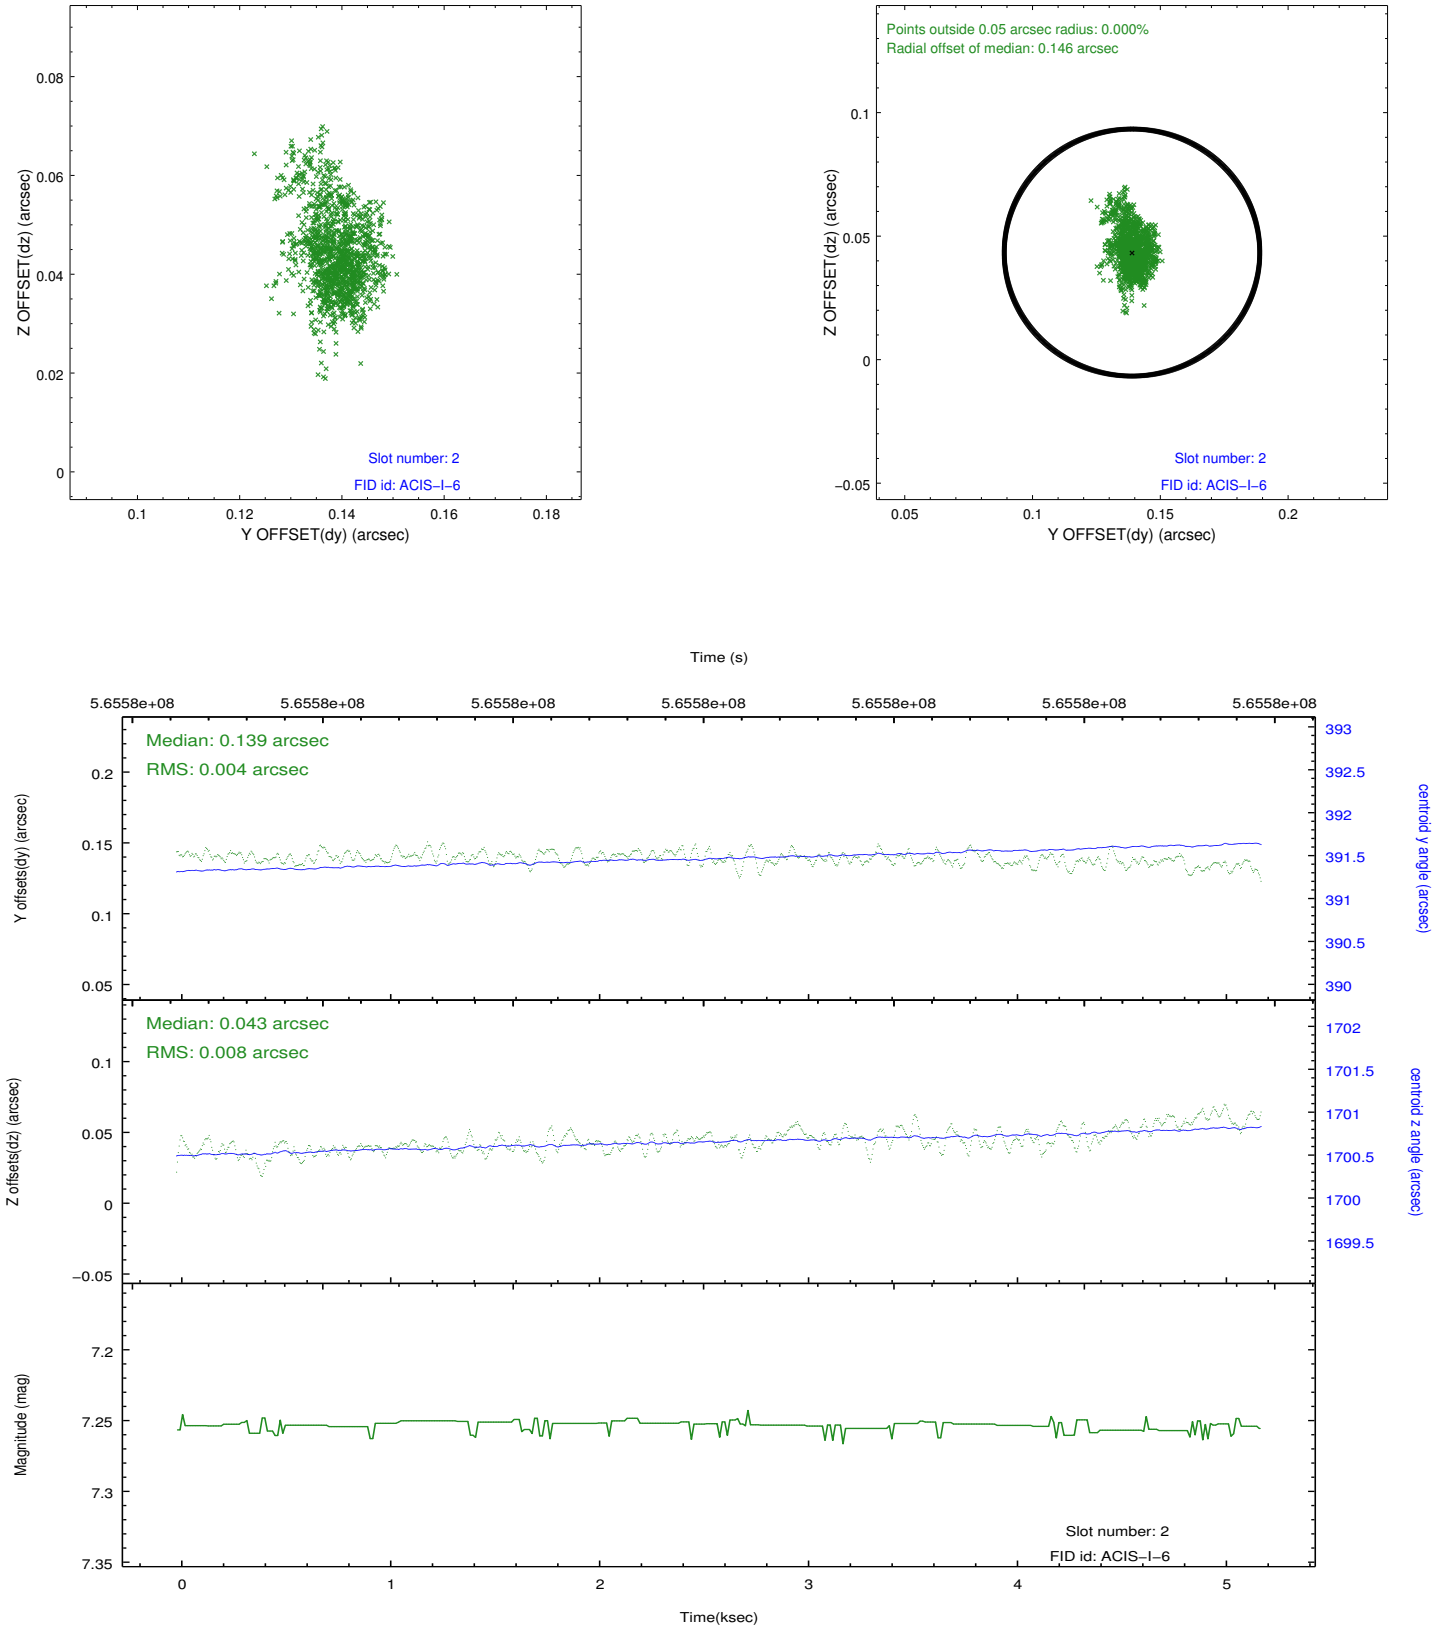 0.08
0.06
0.04
0.02
0
Z OFFSET(dz) (arcsec)
Slot number: 2
FID id: ACIS−I−6
0.1 0.12 0.14 0.16 0.18
Y OFFSET(dy) (arcsec)
Points outside 0.05 arcsec radius: 0.000%
Radial offset of median: 0.146 arcsec
0.1
0.05
0
−0.05
Z OFFSET(dz) (arcsec)
Slot number: 2
FID id: ACIS−I−6
0.05 0.1 0.15 0.2
Y OFFSET(dy) (arcsec)
Time (s)
5.6558e+08 5.6558e+08 5.6558e+08 5.6558e+08 5.6558e+08 5.6558e+08 5.6558e+08
Median: 0.139 arcsec
RMS: 0.004 arcsec
0.2
0.15
0.1
0.05
Y offsets(dy) (arcsec)
393
392.5
392
391.5
391
390.5
390
centroid y angle (arcsec)
Median: 0.043 arcsec
RMS: 0.008 arcsec
0.1
0.05
0
−0.05
Z offsets(dz) (arcsec)
1702
1701.5
1701
1700.5
1700
1699.5
centroid z angle (arcsec)
7.2
7.25
7.3
7.35
Magnitude (mag)
Slot number: 2
FID id: ACIS−I−6
0 1 2 3 4 5
Time(ksec)